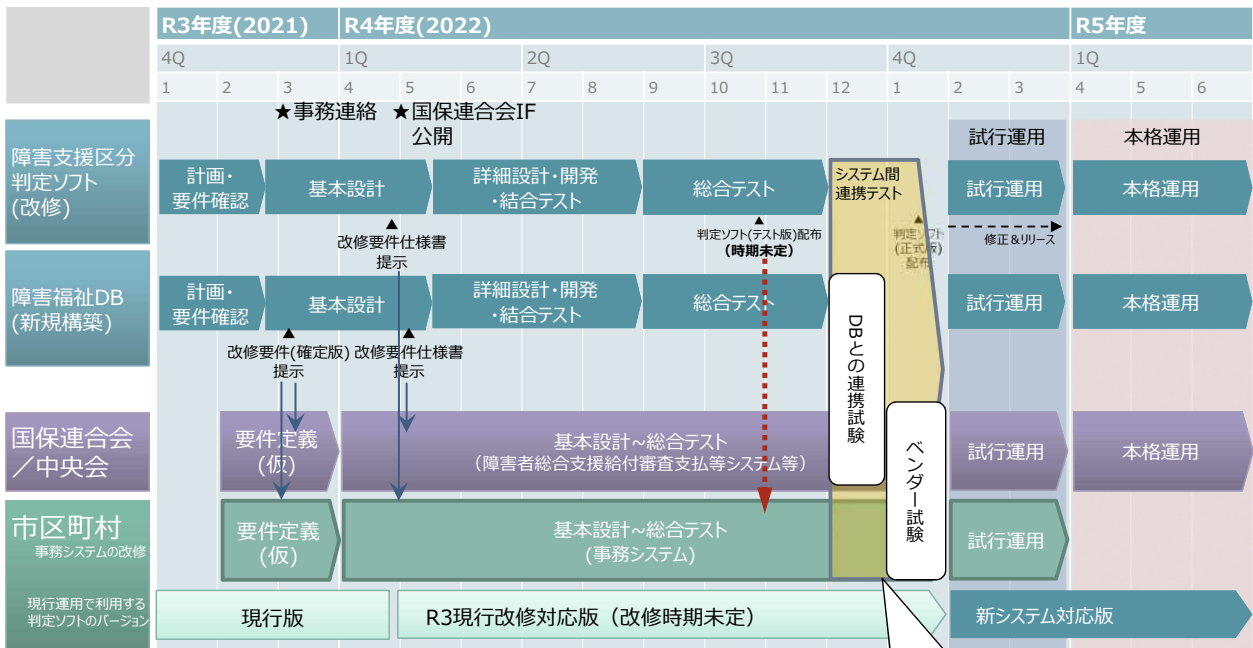 R3年度(2021)
R4年度(2022)
R5年度
4Q
1Q
2Q
3Q
4Q
1Q
1
2
3
4
5
6
7
8
9
10
11
12
1
2
3
4
5
6
★事務連絡
★国保連合会IF
公開
試行運用
本格運用
障害支援区分
判定ソフト
(改修)
計画・
要件確認
基本設計
詳細設計・開発
・結合テスト
総合テスト
システム間
連携テスト
試行運用
本格運用
改修要件仕様書
提示
判定ソフト(テスト版)配布
(時期未定)
判定ソフト
(正式版)
配布
修正&リリース
障害福祉DB
(新規構築)
計画・
要件確認
基本設計
詳細設計・開発
・結合テスト
総合テスト
試行運用
本格運用
改修要件(確定版)
提示
改修要件仕様書
提示
DBとの連携試験
ベンダー試験
国保連合会
／中央会
要件定義
(仮)
基本設計~総合テスト
(障害者総合支援給付審査支払等システム等)
試行運用
本格運用
市区町村
事務システムの改修
要件定義
(仮)
基本設計~総合テスト
(事務システム)
試行運用
現行運用で利用する
判定ソフトのバージョン
現行版
R3現行改修対応版（改修時期未定）
新システム対応版